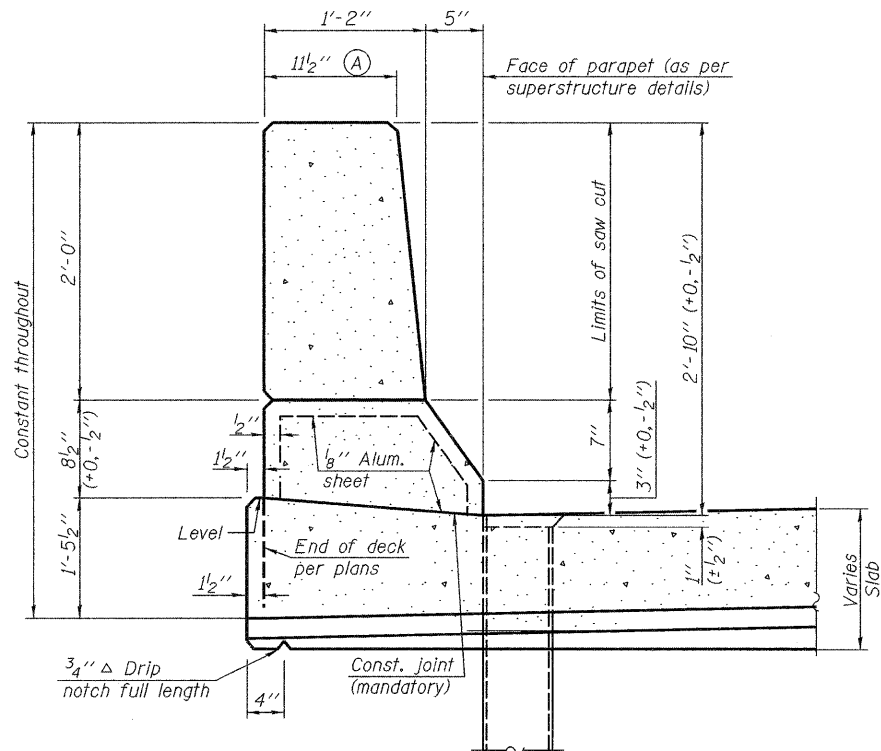 1'-2"
5"
11½" Ⓐ
Face of parapet (as per
superstructure details)
Constant throughout
2'-0"
8½"
(+0,-½")
1'-5½"
Limits of saw cut
7"
2'-10" (+0,-½")
3" (+0,-½")
½"
1½"
⅛" Alum.
sheet
Level
End of deck
per plans
1½"
1"
(±½")
Varies
Slab
¾" △ Drip
notch full length
4"
Const. joint
(mandatory)